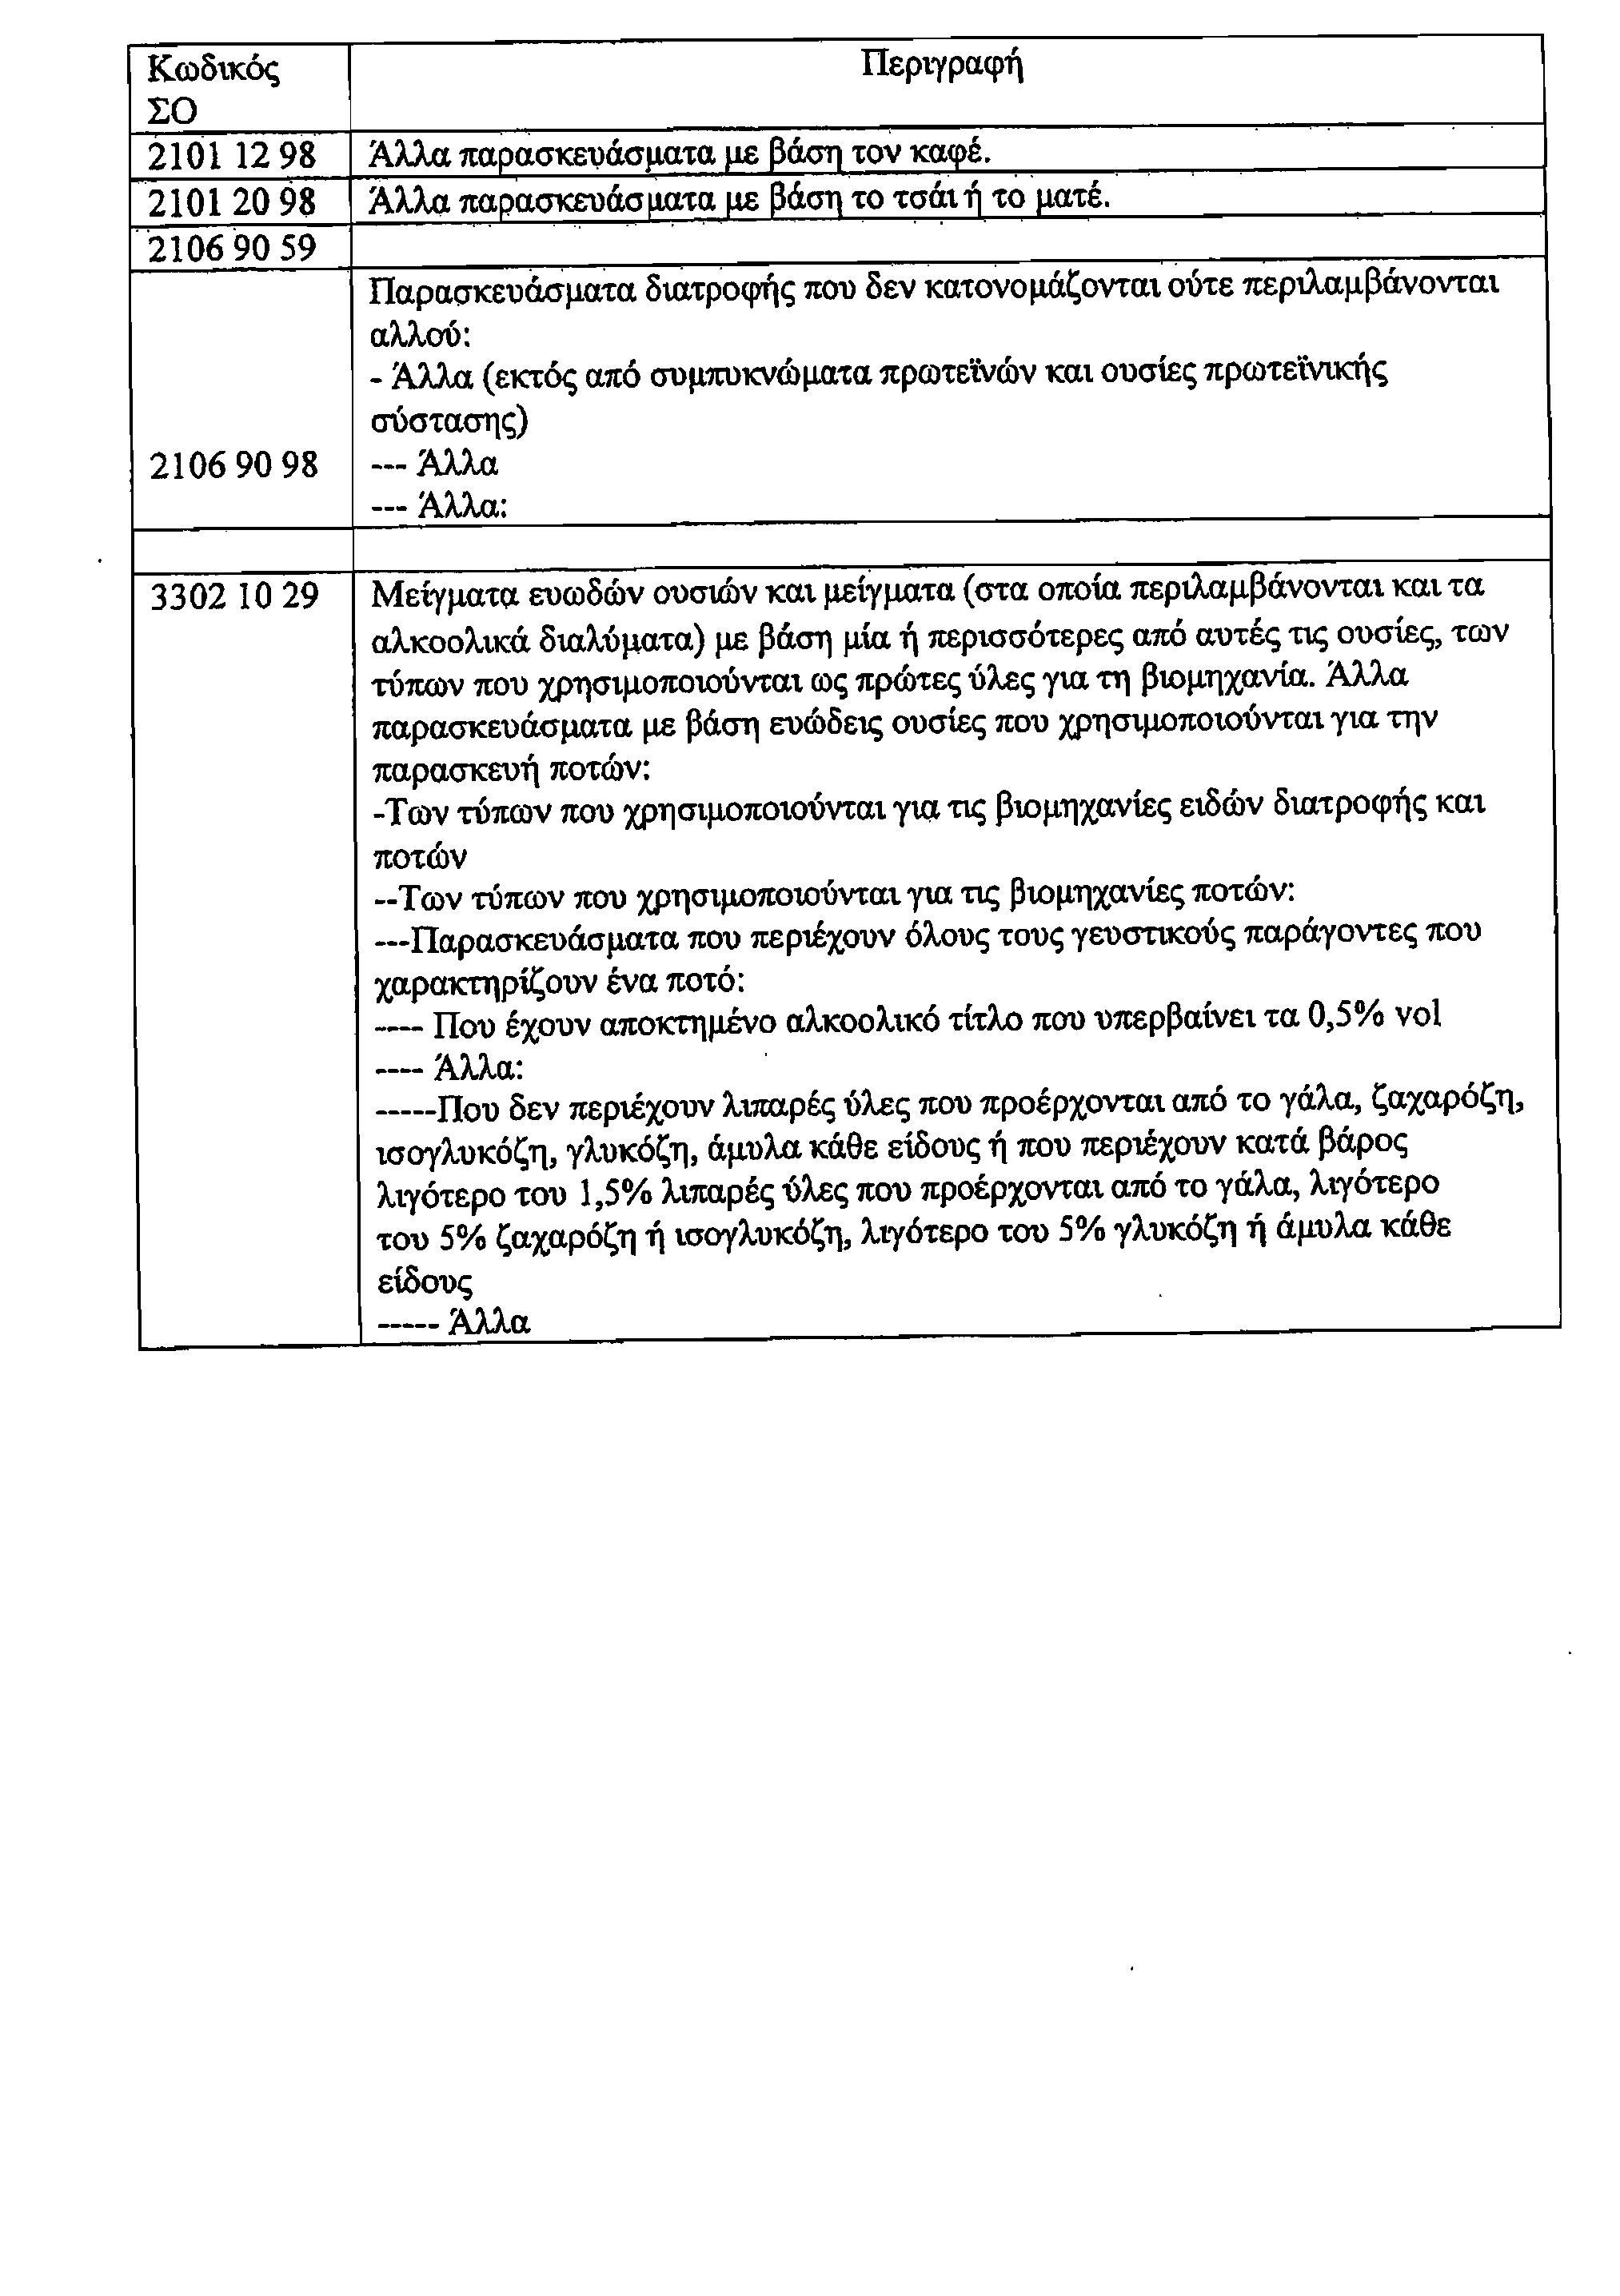 Κωδικός
ΣΟ
Περιγραφή
2101 12 98 Άλλα παρασκευάσματα με βάση τον καφέ.
2101 20 98 Άλλα παρασκευάσματα με βάση το τσάι ή το ματέ.
2106 90 59
Παρασκευάσματα διατροφής που δεν κατονομάζονται ούτε περιλαμβάνονται
αλλού:
- Άλλα (εκτός από συμπυκνώματα πρωτεϊνών και ουσίες πρωτεϊνικής
σύστασης)
2106 90 98 --- Άλλα
--- Άλλα:
3302 10 29 Μείγματα ευωδών ουσιών και μείγματα (στα οποία περιλαμβάνονται και τα
αλκοολικά διαλύματα) με βάση μία ή περισσότερες από αυτές τις ουσίες, των
τύπων που χρησιμοποιούνται ως πρώτες ύλες για τη βιομηχανία. Άλλα
παρασκευάσματα με βάση ευώδεις ουσίες που χρησιμοποιούνται για την
παρασκευή ποτών:
-Των τύπων που χρησιμοποιούνται για τις βιομηχανίες ειδών διατροφής και
ποτών
--Των τύπων που χρησιμοποιούνται για τις βιομηχανίες ποτών:
---Παρασκευάσματα που περιέχουν όλους τους γευστικούς παράγοντες που
χαρακτηρίζουν ένα ποτό:
---- Που έχουν αποκτημένο αλκοολικό τίτλο που υπερβαίνει τα 0,5% vol
---- Άλλα:
-----Που δεν περιέχουν λιπαρές ύλες που προέρχονται από το γάλα, ζαχαρόζη,
ισογλυκόζη, γλυκόζη, άμυλα κάθε είδους ή που περιέχουν κατά βάρος
λιγότερο του 1,5% λιπαρές ύλες που προέρχονται από το γάλα, λιγότερο
του 5% ζαχαρόζη ή ισογλυκόζη, λιγότερο του 5% γλυκόζη ή άμυλα κάθε
είδους
----- Άλλα